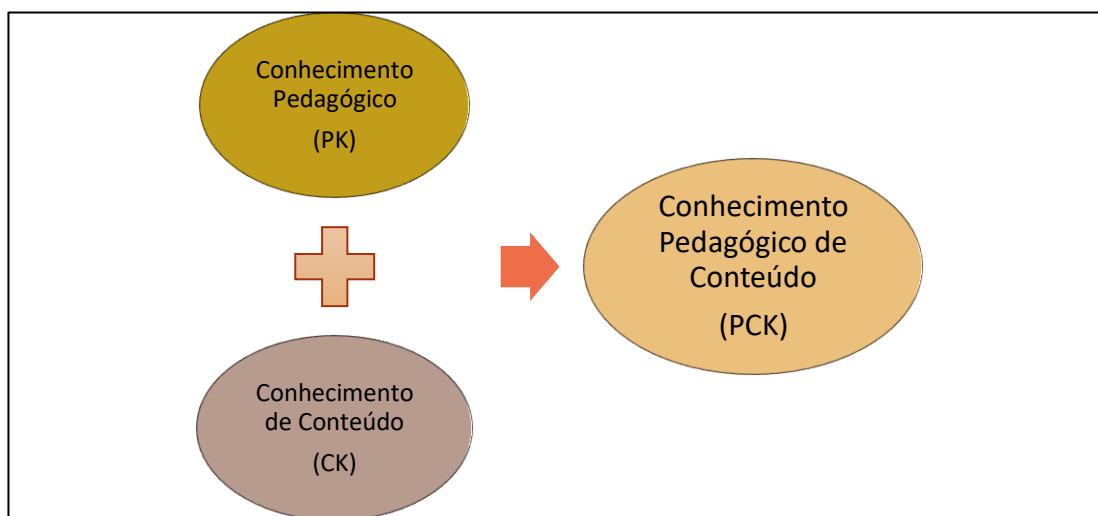 Conhecimento
Pedagógico
(PK)
Conhecimento
de Conteúdo
(CK)
Conhecimento
Pedagógico de
Conteúdo
(PCK)